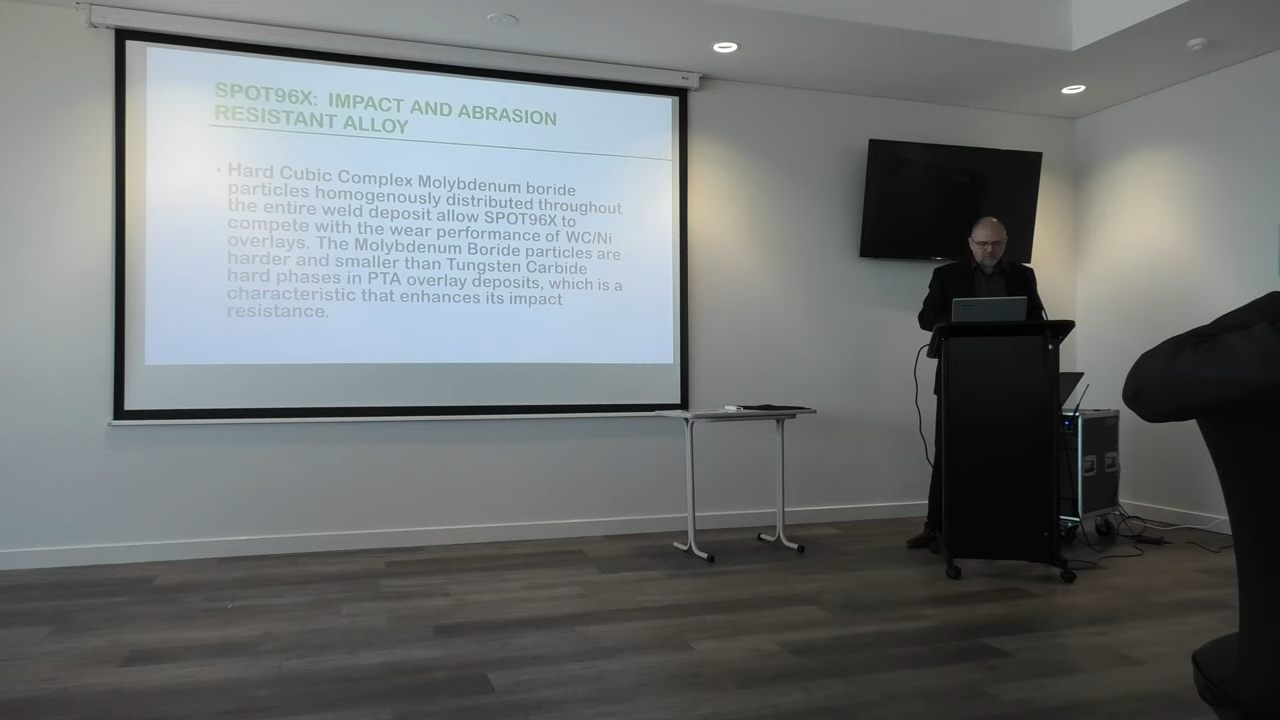 SPOT96X: IMPACT AND ABRASION
RESISTANT ALLOY
• Hard Cubic Complex Molybdenum boride
particles homogenously distributed throughout
the entire weld deposit allow SPOT96X to
compete with the wear performance of WC/Ni
overlays. The Molybdenum Boride particles are
harder and smaller than Tungsten Carbide
hard phases in PTA overlay deposits, which is a
characteristic that enhances its impact
resistance.